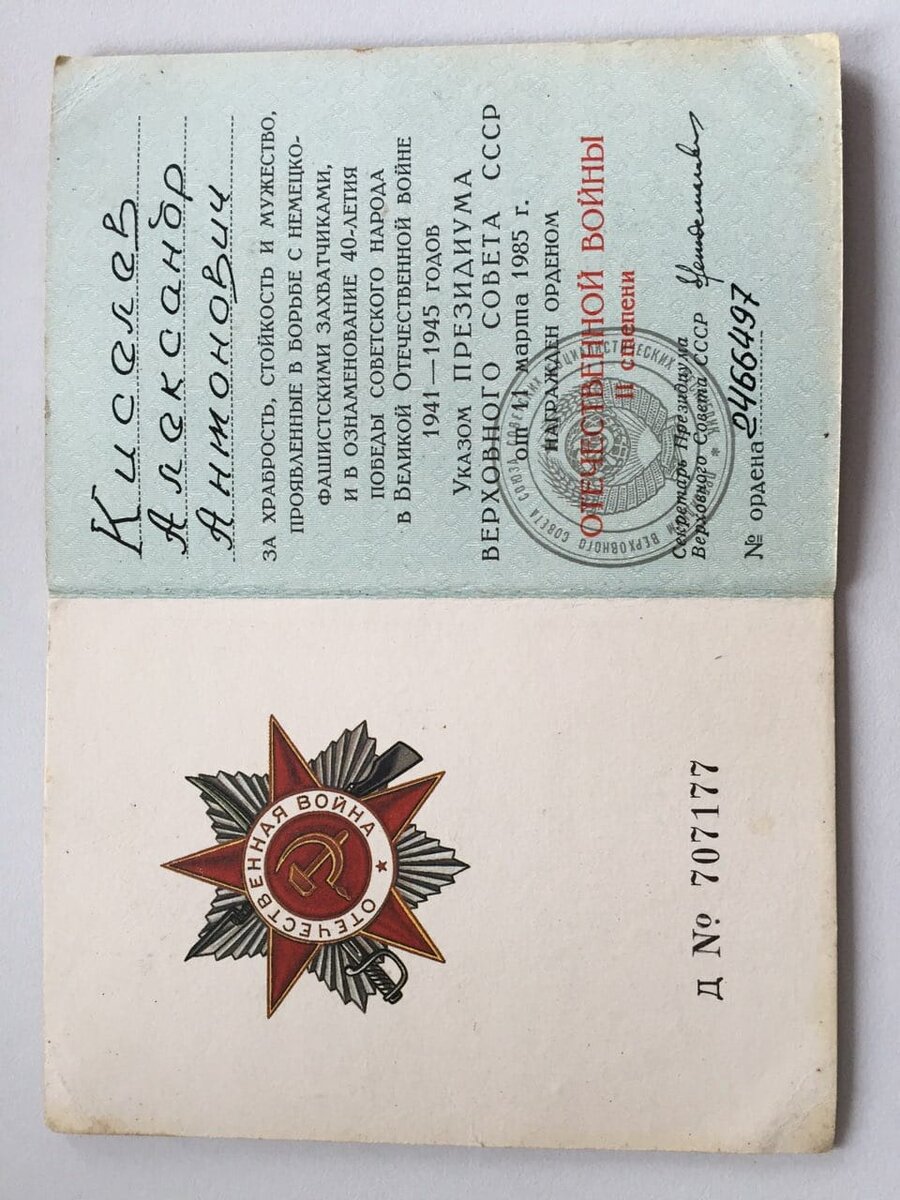 ОТЕЧЕСТВЕННАЯ ВОЙНА
Д № 707177
Киселев
Александр
Антонович
ЗА ХРАБРОСТЬ, СТОЙКОСТЬ И МУЖЕСТВО,
ПРОЯВЛЕННЫЕ В БОРЬБЕ С НЕМЕЦКО-
ФАШИСТСКИМИ ЗАХВАТЧИКАМИ,
И В ОЗНАМЕНОВАНИЕ 40-ЛЕТИЯ
ПОБЕДЫ СОВЕТСКОГО НАРОДА
В ВЕЛИКОЙ ОТЕЧЕСТВЕННОЙ ВОЙНЕ
1941—1945 ГОДОВ
УКАЗОМ ПРЕЗИДИУМА
ВЕРХОВНОГО СОВЕТА СССР
от 11 марта 1985 г.
НАГРАЖДЕН ОРДЕНОМ
ОТЕЧЕСТВЕННОЙ ВОЙНЫ
II степени
Секретарь Президиума
Верховного Совета СССР
№ ордена 2466497